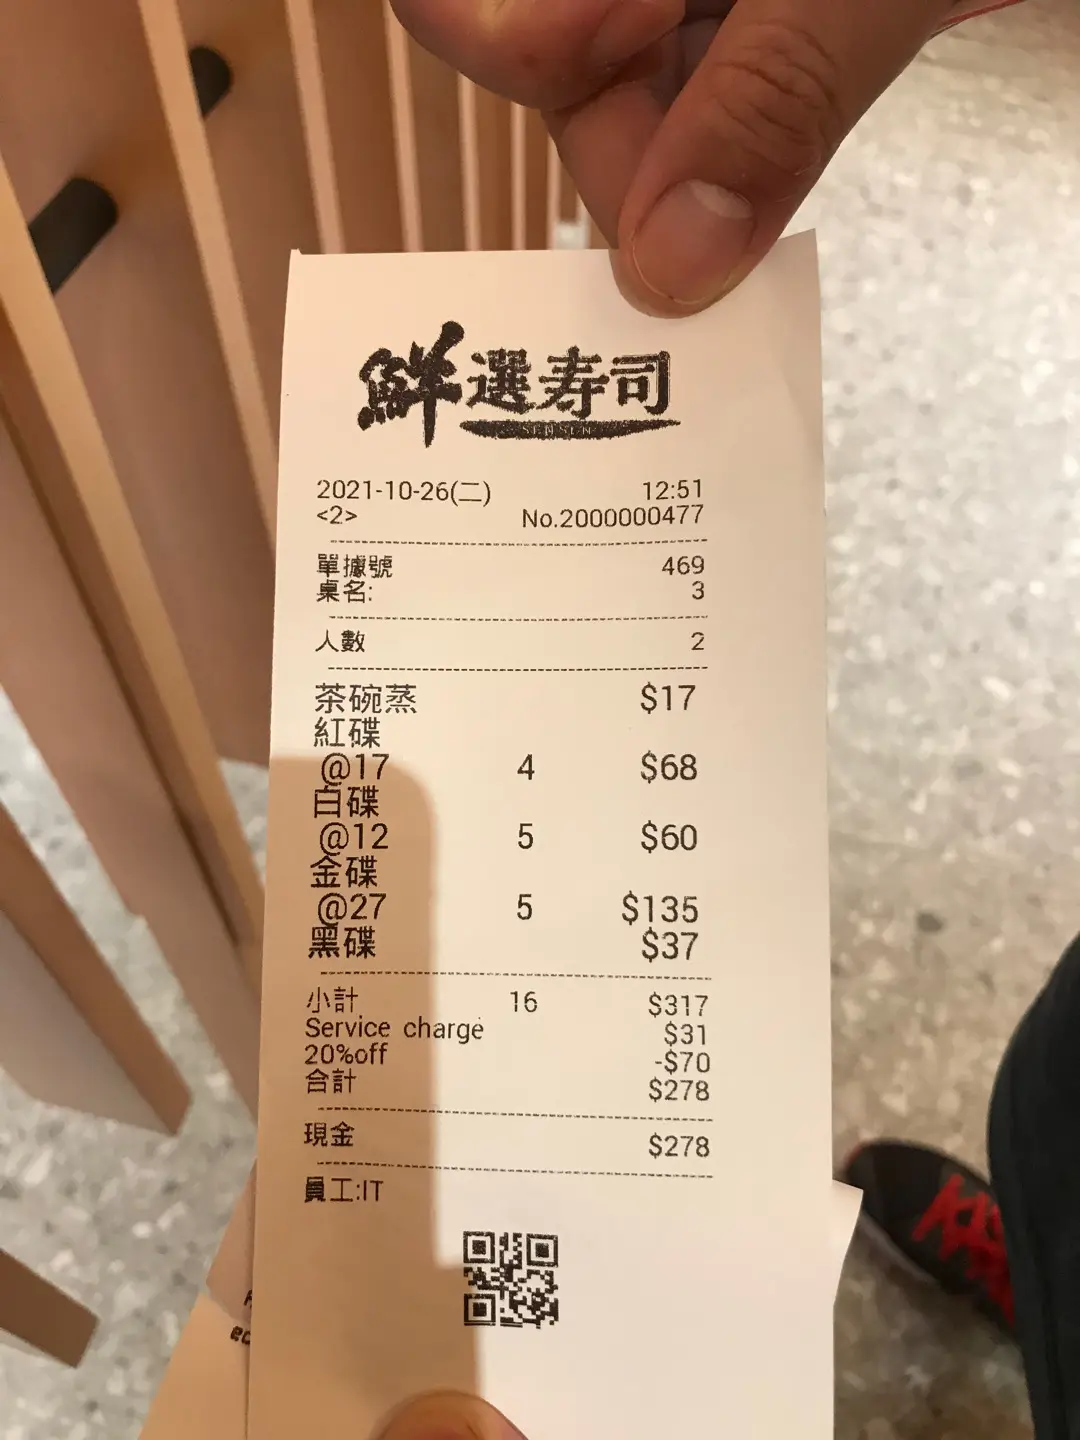 鮮選寿司
SENSEN
2021-10-26(二) 12:51
<2> No.2000000477
單據號 469
桌名: 3
人數 2
茶碗蒸 $17
紅碟
@17 4 $68
白碟
@12 5 $60
金碟
@27 5 $135
黑碟 $37
小計 16 $317
Service charge $31
20%off -$70
合計 $278
現金 $278
員工:IT